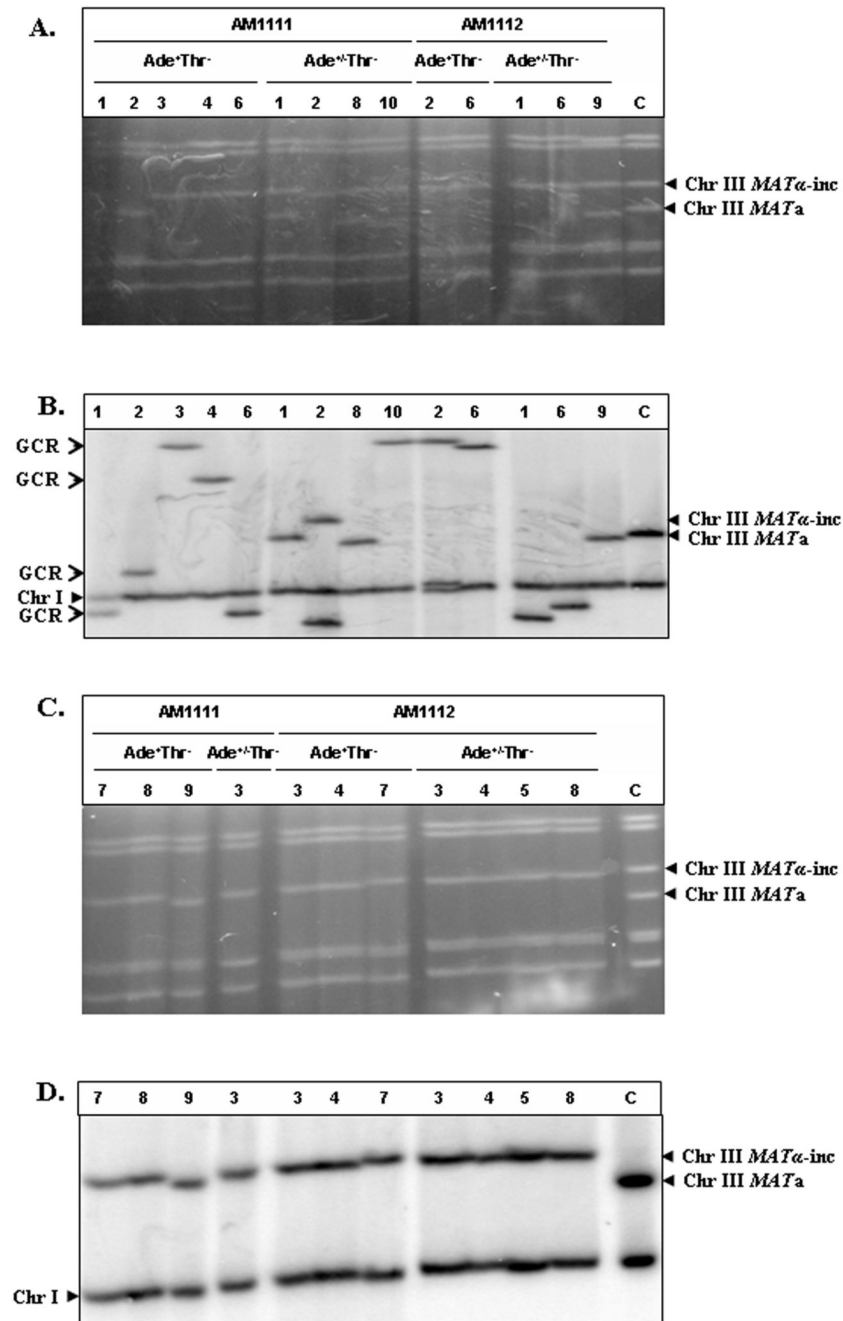 A.
AM1111 AM1112
Ade⁺Thr⁻ Ade⁺/⁻Thr⁻ Ade⁺Thr⁻ Ade⁺/⁻Thr⁻
1 2 3 4 6 1 2 8 10 2 6 1 6 9 C
Chr III MATα-inc
Chr III MATa
B.
1 2 3 4 6 1 2 8 10 2 6 1 6 9 C
GCR
GCR
Chr III MATα-inc
Chr III MATa
GCR
Chr I
GCR
C.
AM1111 AM1112
Ade⁺Thr⁻ Ade⁺/⁻Thr⁻ Ade⁺Thr⁻ Ade⁺/⁻Thr⁻
7 8 9 3 3 4 7 3 4 5 8 C
Chr III MATα-inc
Chr III MATa
D.
7 8 9 3 3 4 7 3 4 5 8 C
Chr III MATα-inc
Chr III MATa
Chr I